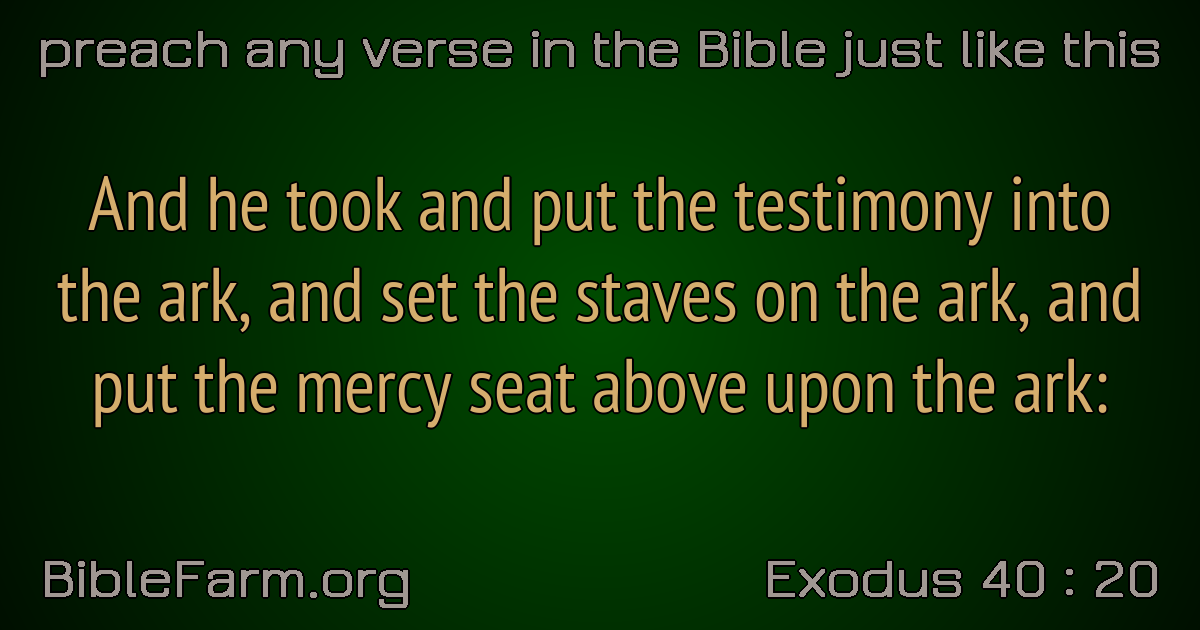 preach any verse in the Bible just like this
And he took and put the testimony into
the ark, and set the staves on the ark, and
put the mercy seat above upon the ark:
BibleFarm.org
Exodus 40 : 20